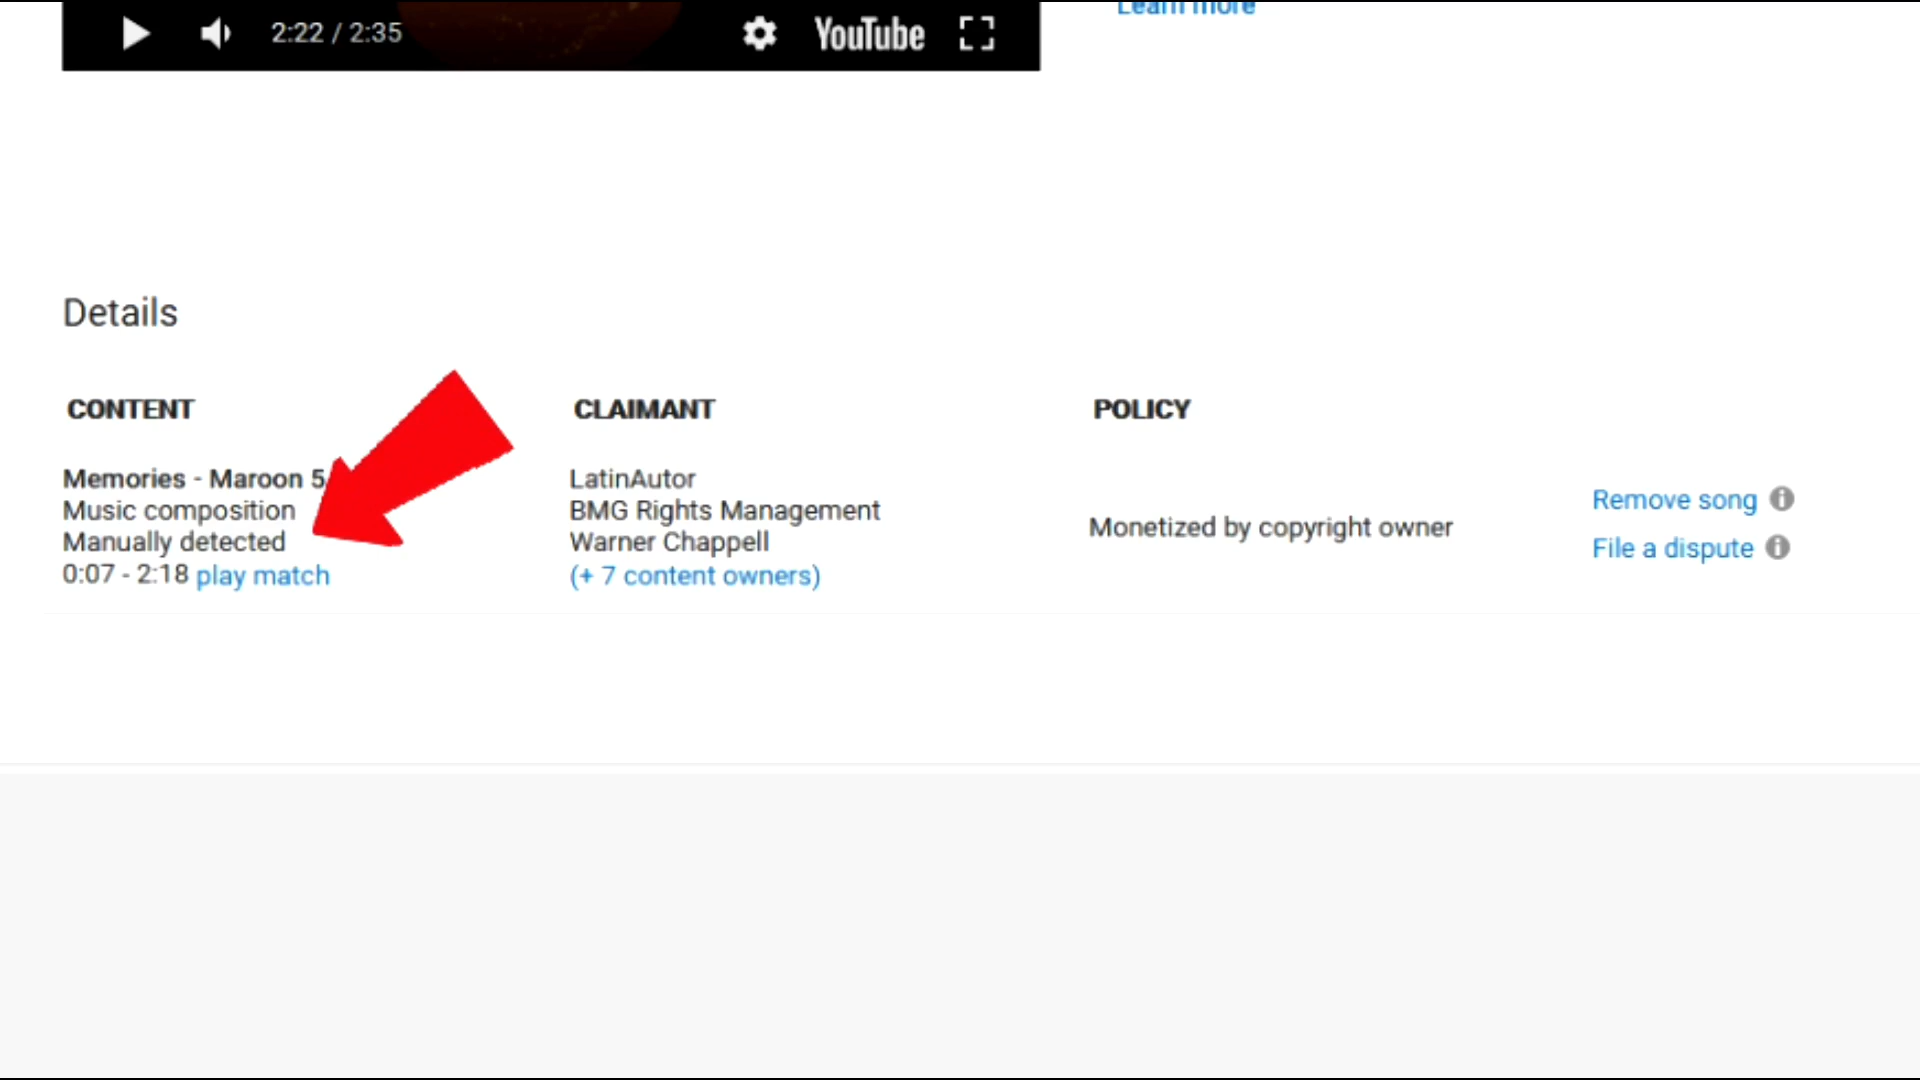 Learn more
2:22 / 2:35
YouTube
Details
CONTENT
CLAIMANT
POLICY
Memories - Maroon 5
Music composition
Manually detected
0:07 - 2:18 play match
LatinAutor
BMG Rights Management
Warner Chappell
(+ 7 content owners)
Monetized by copyright owner
Remove song
File a dispute